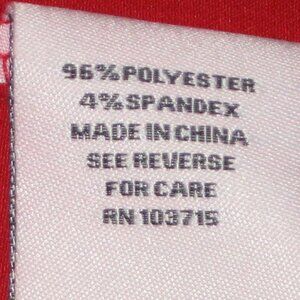 96% POLYESTER
4% SPANDEX
MADE IN CHINA
SEE REVERSE
FOR CARE
RN 103715